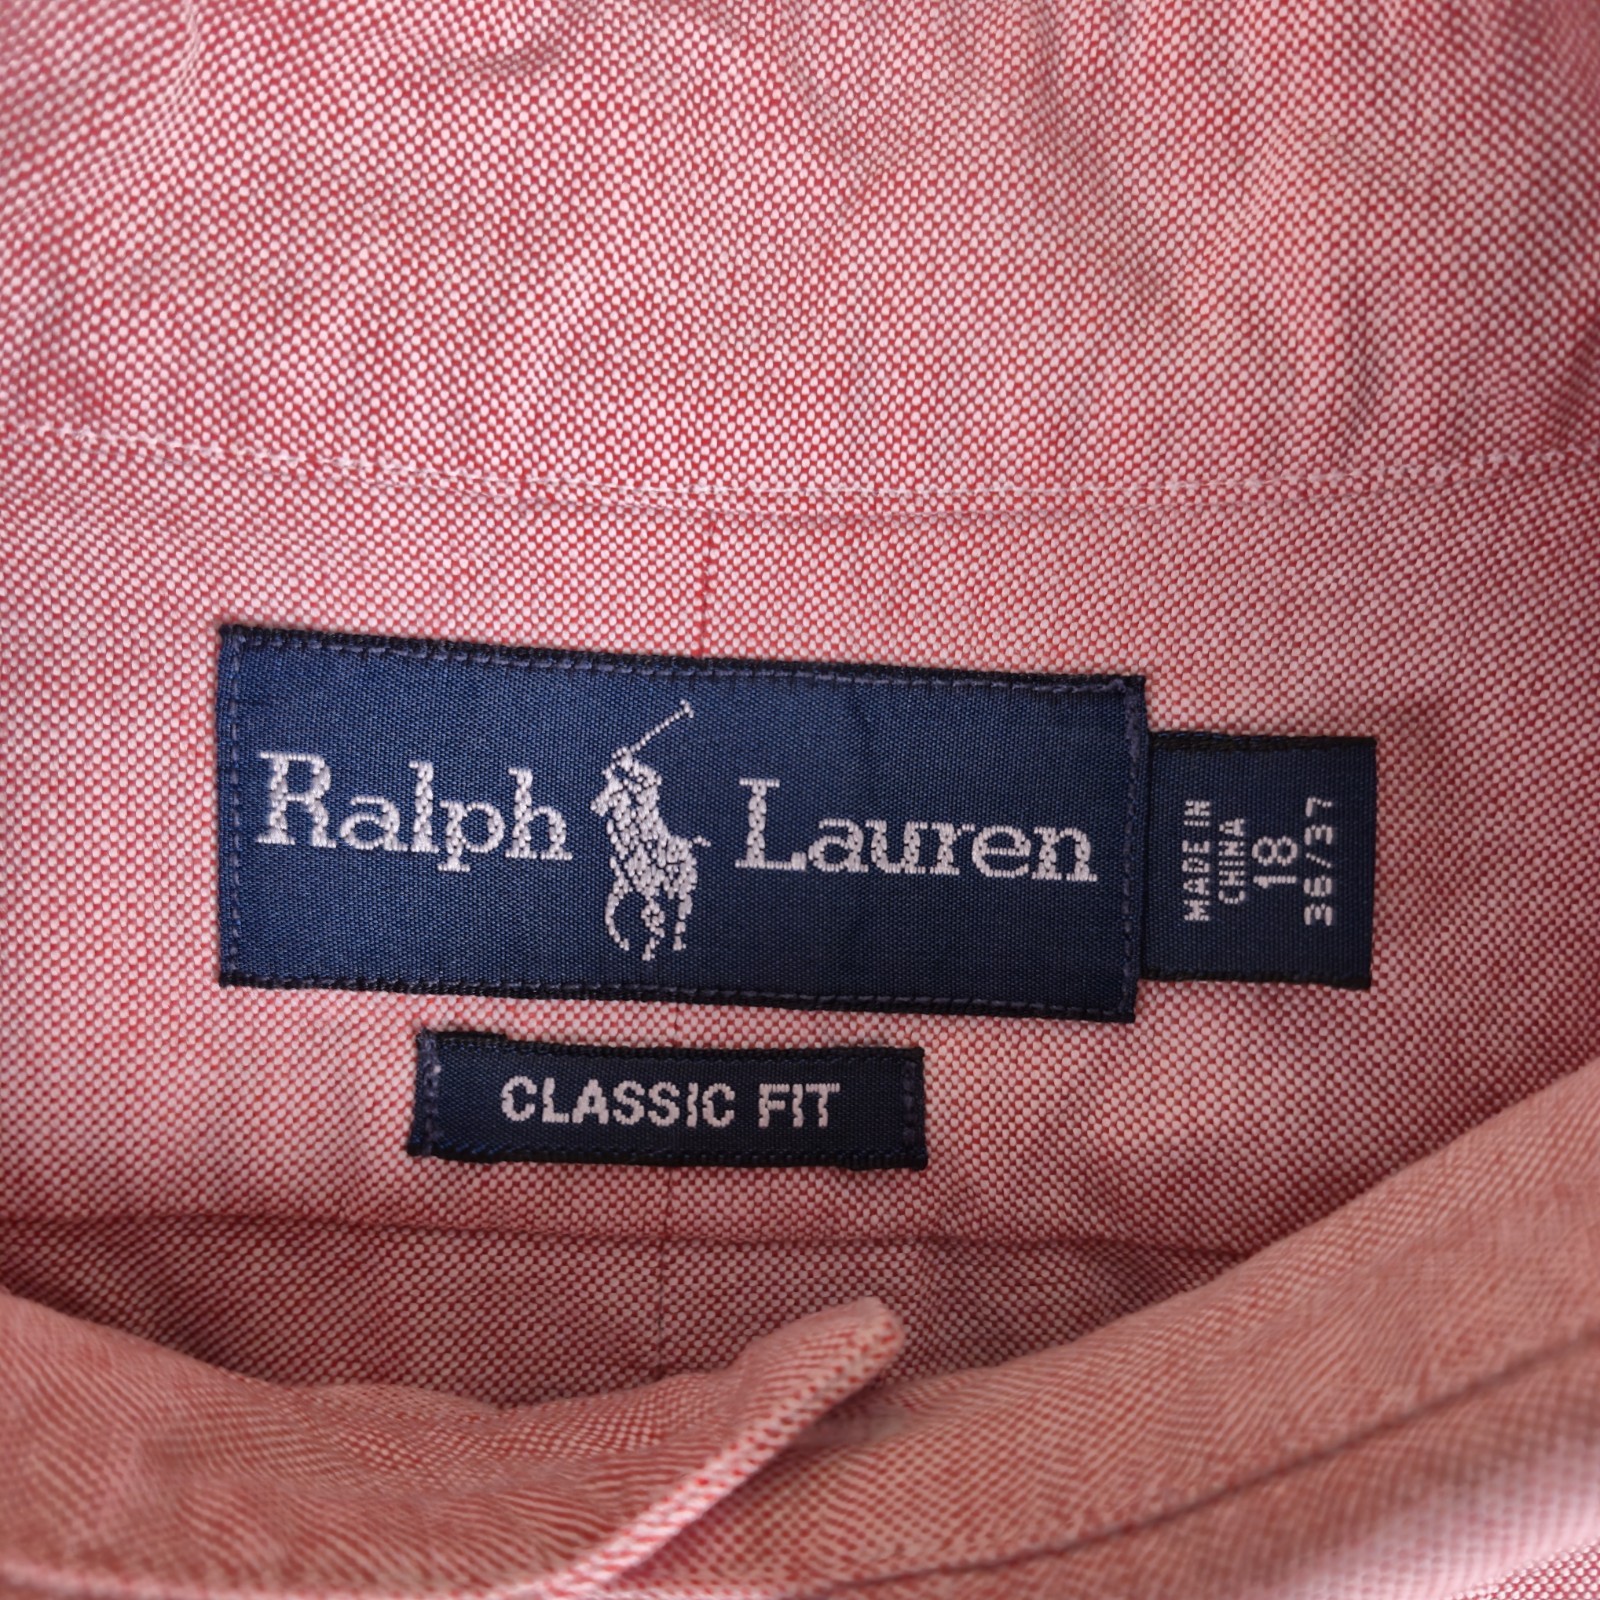 Ralph Lauren
MADE IN
CHINA
18
36/37
CLASSIC FIT